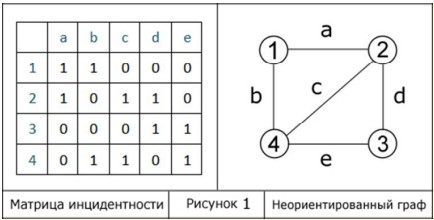 a b c d e
1 1 1 0 0 0
2 1 0 1 1 0
3 0 0 0 1 1
4 0 1 1 0 1
a
1 2
b c d
4 3
e
Матрица инцидентности Рисунок 1 Неориентированный граф